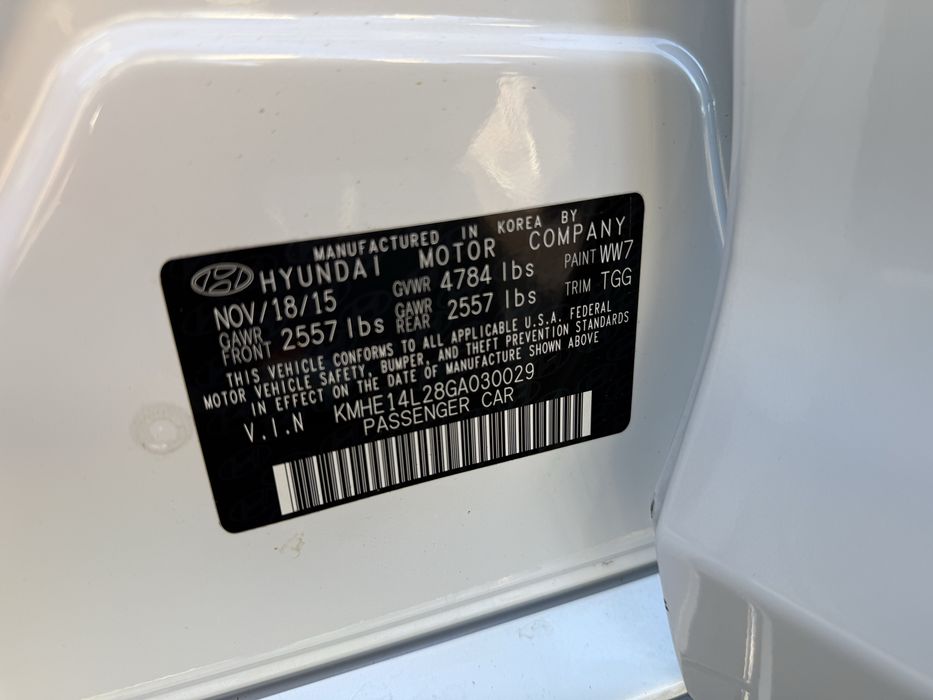 MANUFACTURED IN KOREA BY
HYUNDAI MOTOR COMPANY
NOV/18/15 GVWR 4784 lbs PAINT WW7
GAWR FRONT 2557 lbs GAWR REAR 2557 lbs TRIM TGG
THIS VEHICLE CONFORMS TO ALL APPLICABLE U.S.A. FEDERAL
MOTOR VEHICLE SAFETY, BUMPER, AND THEFT PREVENTION STANDARDS
IN EFFECT ON THE DATE OF MANUFACTURE SHOWN ABOVE
V.I.N KMHE14L28GA030029
PASSENGER CAR